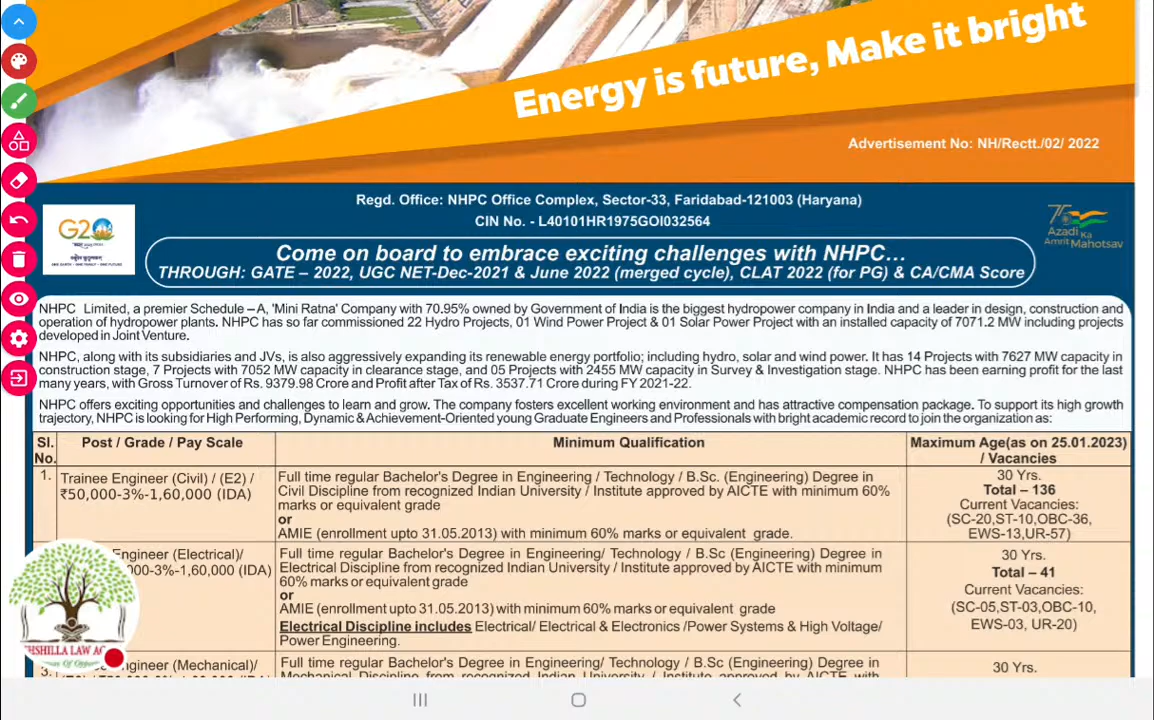 Energy is future, Make it bright
Advertisement No: NH/Rectt./02/ 2022
Regd. Office: NHPC Office Complex, Sector-33, Faridabad-121003 (Haryana)
CIN No. - L40101HR1975GOI032564
G20
75
Azadi Ka
Amrit Mahotsav
Come on board to embrace exciting challenges with NHPC...
THROUGH: GATE – 2022, UGC NET-Dec-2021 & June 2022 (merged cycle), CLAT 2022 (for PG) & CA/CMA Score
NHPC Limited, a premier Schedule – A, 'Mini Ratna' Company with 70.95% owned by Government of India is the biggest hydropower company in India and a leader in design, construction and
operation of hydropower plants. NHPC has so far commissioned 22 Hydro Projects, 01 Wind Power Project & 01 Solar Power Project with an installed capacity of 7071.2 MW including projects
developed in Joint Venture.
NHPC, along with its subsidiaries and JVs, is also aggressively expanding its renewable energy portfolio; including hydro, solar and wind power. It has 14 Projects with 7627 MW capacity in
construction stage, 7 Projects with 7052 MW capacity in clearance stage, and 05 Projects with 2455 MW capacity in Survey & Investigation stage. NHPC has been earning profit for the last
many years, with Gross Turnover of Rs. 9379.98 Crore and Profit after Tax of Rs. 3537.71 Crore during FY 2021-22.
NHPC offers exciting opportunities and challenges to learn and grow. The company fosters excellent working environment and has attractive compensation package. To support its high growth
trajectory, NHPC is looking for High Performing, Dynamic & Achievement-Oriented young Graduate Engineers and Professionals with bright academic record to join the organization as:
Sl. No. Post / Grade / Pay Scale Minimum Qualification Maximum Age(as on 25.01.2023) / Vacancies
1. Trainee Engineer (Civil) / (E2) /
₹50,000-3%-1,60,000 (IDA)
Full time regular Bachelor's Degree in Engineering / Technology / B.Sc. (Engineering) Degree in
Civil Discipline from recognized Indian University / Institute approved by AICTE with minimum 60%
marks or equivalent grade
or
AMIE (enrollment upto 31.05.2013) with minimum 60% marks or equivalent grade.
30 Yrs.
Total – 136
Current Vacancies:
(SC-20,ST-10,OBC-36,
EWS-13,UR-57)
Engineer (Electrical)/
000-3%-1,60,000 (IDA)
Full time regular Bachelor's Degree in Engineering/ Technology / B.Sc (Engineering) Degree in
Electrical Discipline from recognized Indian University / Institute approved by AICTE with minimum
60% marks or equivalent grade
or
AMIE (enrollment upto 31.05.2013) with minimum 60% marks or equivalent grade
Electrical Discipline includes Electrical/ Electrical & Electronics /Power Systems & High Voltage/
Power Engineering.
30 Yrs.
Total – 41
Current Vacancies:
(SC-05,ST-03,OBC-10,
EWS-03, UR-20)
3. gineer (Mechanical)/
Full time regular Bachelor's Degree in Engineering/ Technology / B.Sc (Engineering) Degree in
Mechanical Discipline from recognized Indian University / Institute approved by AICTE with
30 Yrs.
HSHILLA LAW AC